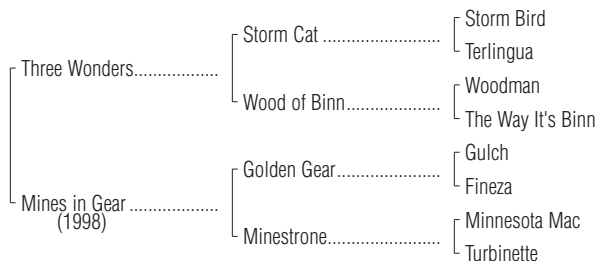 Storm Bird
Storm Cat ........................
Terlingua
Three Wonders.................
Woodman
Wood of Binn...................
The Way It's Binn
Gulch
Golden Gear.....................
Fineza
Mines in Gear ..................
(1998)
Minnesota Mac
Minestrone.......................
Turbinette